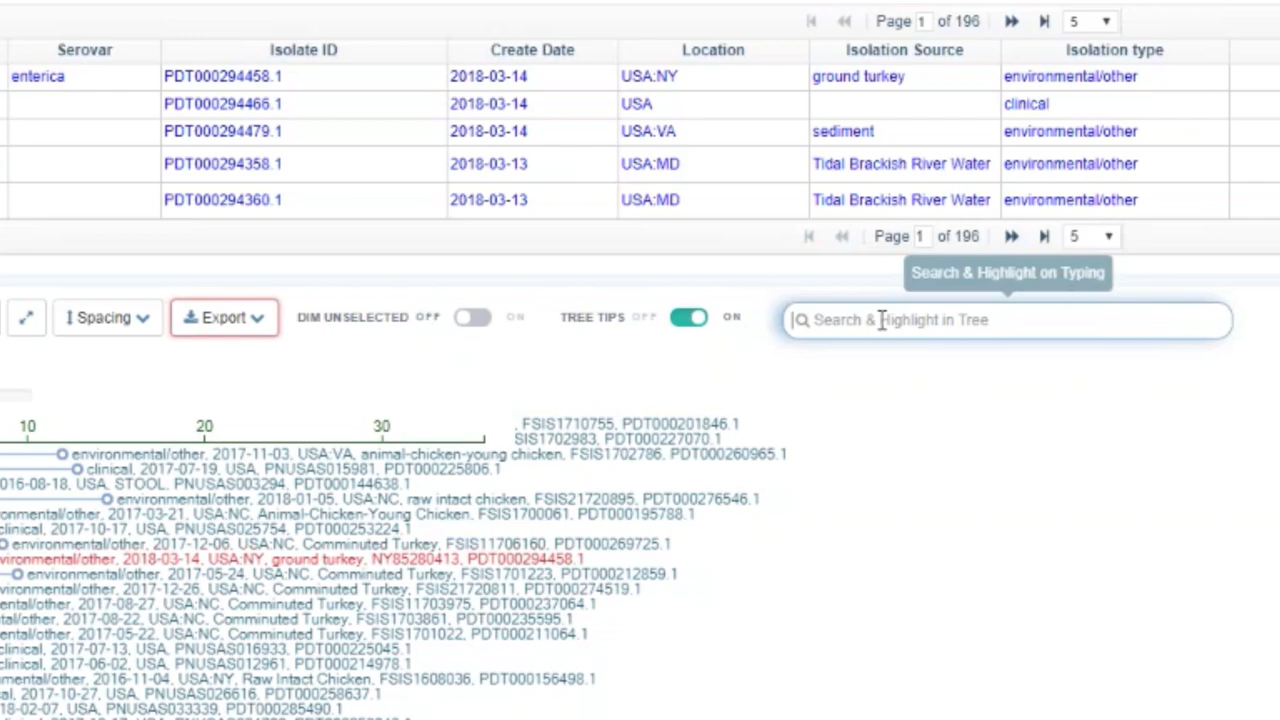 Page 1 of 196 5
Serovar Isolate ID Create Date Location Isolation Source Isolation type
enterica PDT000294458.1 2018-03-14 USA:NY ground turkey environmental/other
PDT000294466.1 2018-03-14 USA clinical
PDT000294479.1 2018-03-14 USA:VA sediment environmental/other
PDT000294358.1 2018-03-13 USA:MD Tidal Brackish River Water environmental/other
PDT000294360.1 2018-03-13 USA:MD Tidal Brackish River Water environmental/other
Page 1 of 196 5
Search & Highlight on Typing
Spacing Export DIM UNSELECTED OFF ON TREE TIPS OFF ON Search & Highlight in Tree
10 20 30
, FSIS1710755, PDT000201846.1
SIS1702983, PDT000227070.1
environmental/other, 2017-11-03, USA:VA, animal-chicken-young chicken, FSIS1702786, PDT000260965.1
clinical, 2017-07-19, USA, PNUSAS015981, PDT000225806.1
016-08-18, USA, STOOL, PNUSAS003294, PDT000144638.1
environmental/other, 2018-01-05, USA:NC, raw intact chicken, FSIS21720895, PDT000276546.1
onmental/other, 2017-03-21, USA:NC, Animal-Chicken-Young Chicken, FSIS1700061, PDT000195788.1
clinical, 2017-10-17, USA, PNUSAS025754, PDT000253224.1
environmental/other, 2017-12-06, USA:NC, Comminuted Turkey, FSIS11706160, PDT000269725.1
vironmental/other, 2018-03-14, USA:NY, ground turkey, NY85280413, PDT000294458.1
environmental/other, 2017-05-24, USA:NC, Comminuted Turkey, FSIS1701223, PDT000212859.1
vironmental/other, 2017-12-26, USA:NC, Comminuted Turkey, FSIS21720811, PDT000274519.1
ental/other, 2017-08-27, USA:NC, Comminuted Turkey, FSIS11703975, PDT000237064.1
tal/other, 2017-08-22, USA:NC, Comminuted Turkey, FSIS1703861, PDT000235595.1
ental/other, 2017-05-22, USA:NC, Comminuted Turkey, FSIS1701022, PDT000211064.1
clinical, 2017-07-13, USA, PNUSAS016933, PDT000225045.1
clinical, 2017-06-02, USA, PNUSAS012961, PDT000214978.1
mental/other, 2016-11-04, USA:NY, Raw Intact Chicken, FSIS1608036, PDT000156498.1
al, 2017-10-27, USA, PNUSAS026616, PDT000258637.1
18-02-07, USA, PNUSAS033339, PDT000285490.1